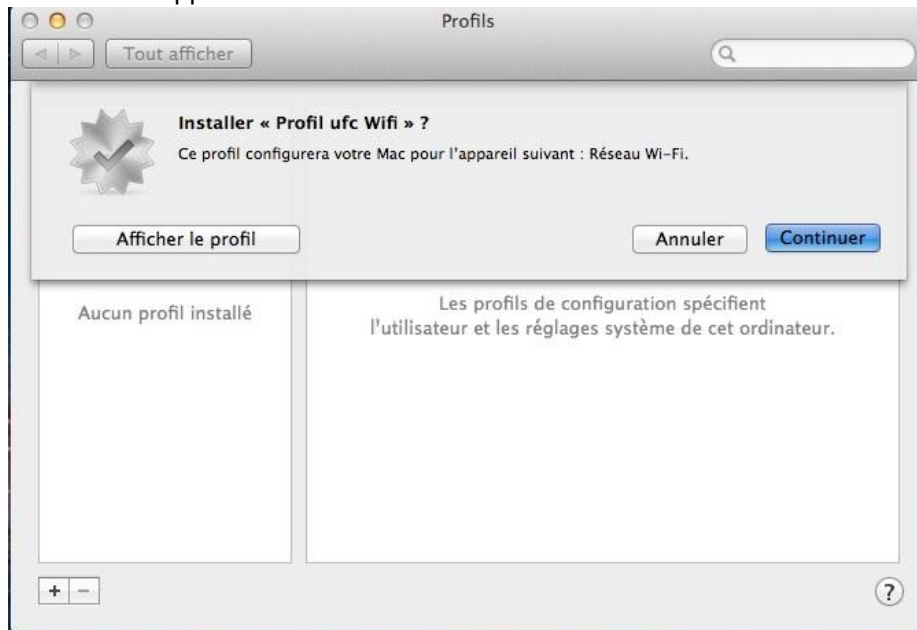 Profils
Tout afficher
Installer « Profil ufc Wifi » ?
Ce profil configurera votre Mac pour l'appareil suivant : Réseau Wi-Fi.
Afficher le profil
Annuler
Continuer
Aucun profil installé
Les profils de configuration spécifient
l'utilisateur et les réglages système de cet ordinateur.
+ -
?